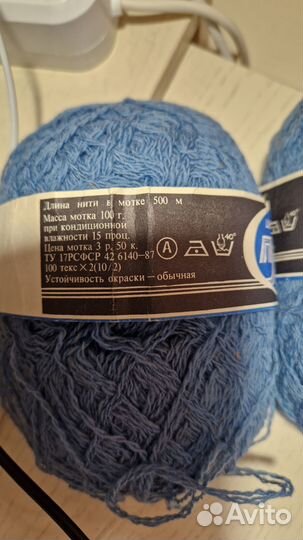 Длина нити в мотке 500 м
Масса мотка 100 г.
при кондиционной
влажности 15 проц.
Цена мотка 3 р. 50 к.
ТУ 17РСФСР 42 6140—87
100 текс×2(10/2)
Устойчивость окраски — обычная
A
40°
Avito